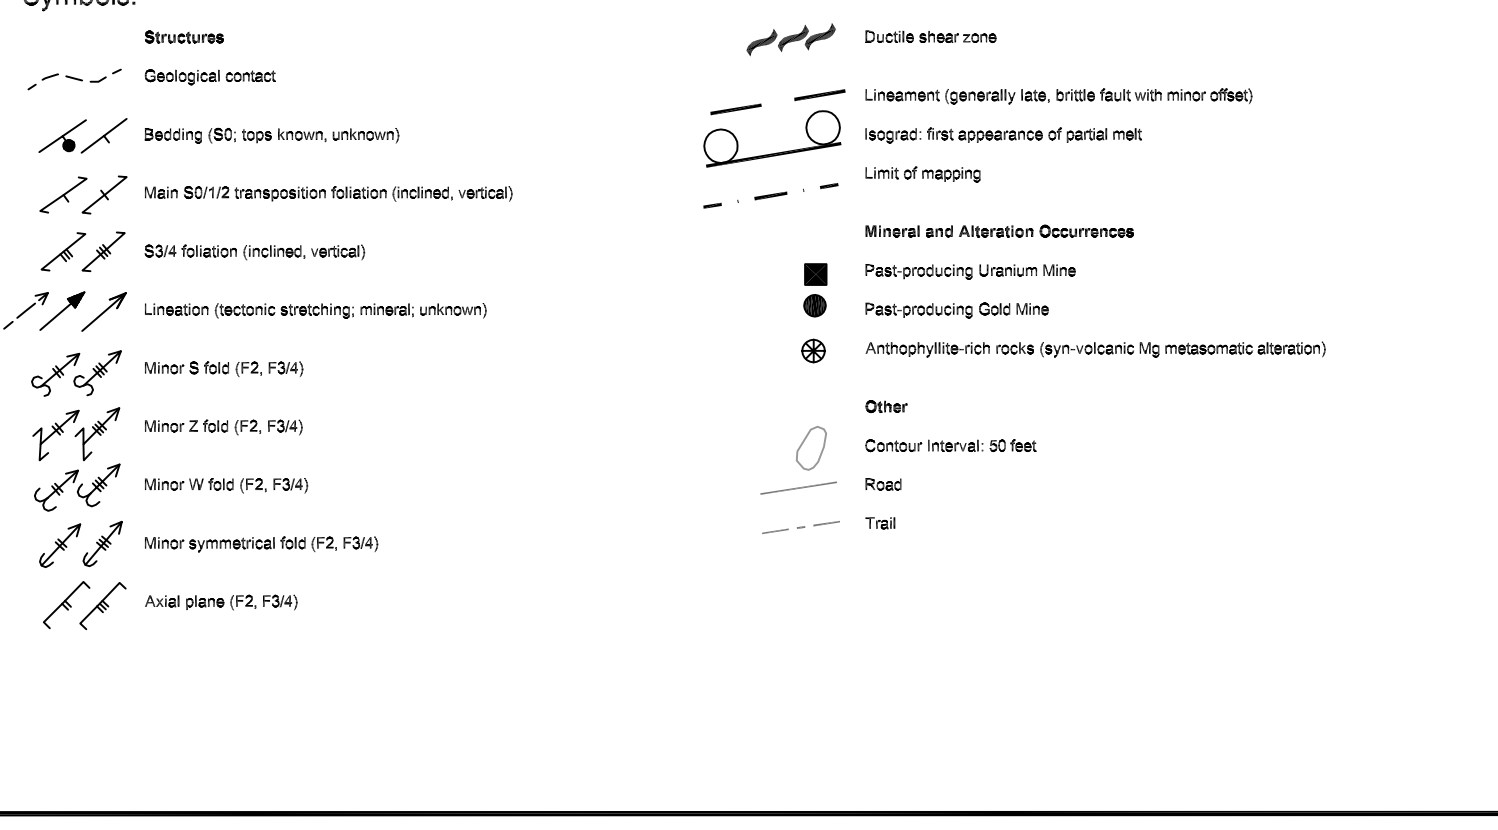 Symbols:
Structures
Geological contact
Bedding (S0; tops known, unknown)
Main S0/1/2 transposition foliation (inclined, vertical)
S3/4 foliation (inclined, vertical)
Lineation (tectonic stretching; mineral; unknown)
Minor S fold (F2, F3/4)
Minor Z fold (F2, F3/4)
Minor W fold (F2, F3/4)
Minor symmetrical fold (F2, F3/4)
Axial plane (F2, F3/4)
Ductile shear zone
Lineament (generally late, brittle fault with minor offset)
Isograd: first appearance of partial melt
Limit of mapping
Mineral and Alteration Occurrences
Past-producing Uranium Mine
Past-producing Gold Mine
Anthophyllite-rich rocks (syn-volcanic Mg metasomatic alteration)
Other
Contour Interval: 50 feet
Road
Trail